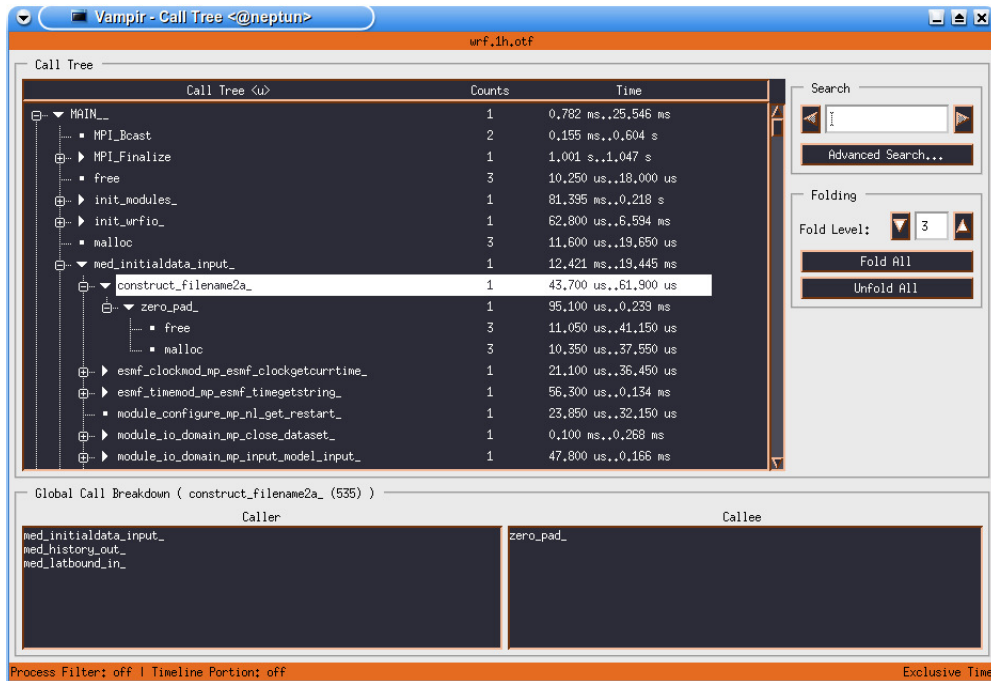 Vampir - Call Tree <@neptun>
wrf.1h.otf
Call Tree
Call Tree <u> Counts Time
MAIN__ 1 0.782 ms..25.546 ms
MPI_Bcast 2 0.155 ms..0.604 s
MPI_Finalize 1 1.001 s..1.047 s
free 3 10.250 us..18.000 us
init_modules_ 1 81.395 ms..0.218 s
init_wrfio_ 1 62.800 us..6.594 ms
malloc 3 11.600 us..19.650 us
med_initialdata_input_ 1 12.421 ms..19.445 ms
construct_filename2a_ 1 43.700 us..61.900 us
zero_pad_ 1 95.100 us..0.239 ms
free 3 11.050 us..41.150 us
malloc 3 10.350 us..37.550 us
esmf_clockmod_mp_esmf_clockgetcurrtime_ 1 21.100 us..36.450 us
esmf_timemod_mp_esmf_timegetstring_ 1 56.300 us..0.134 ms
module_configure_mp_nl_get_restart_ 1 23.850 us..32.150 us
module_io_domain_mp_close_dataset_ 1 0.100 ms..0.268 ms
module_io_domain_mp_input_model_input_ 1 47.800 us..0.166 ms
Search
Advanced Search...
Folding
Fold Level: 3
Fold All
Unfold All
Global Call Breakdown ( construct_filename2a_ (535) )
Caller
med_initialdata_input_
med_history_out_
med_latbound_in_
Callee
zero_pad_
Process Filter: off | Timeline Portion: off
Exclusive Time